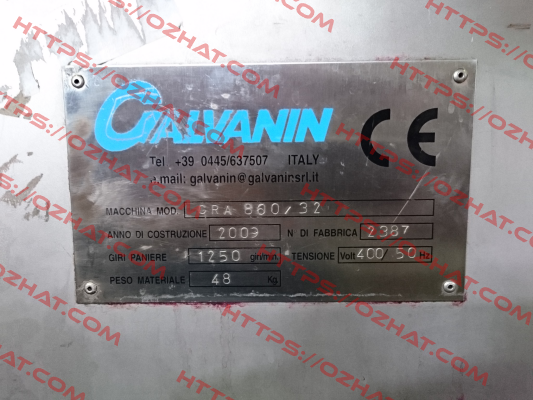 GALVANIN
CE
Tel +39 0445/637507 ITALY
e.mail: galvanin@galvaninsrl.it
MACCHINA MOD. GRA 860/32
ANNO DI COSTRUZIONE 2009 N DI FABBRICA 2387
GIRI PANIERE 1250 giri/min. TENSIONE Volt 400/50 Hz
PESO MATERIALE 48 Kg
HTTPS://OZHAT.COM